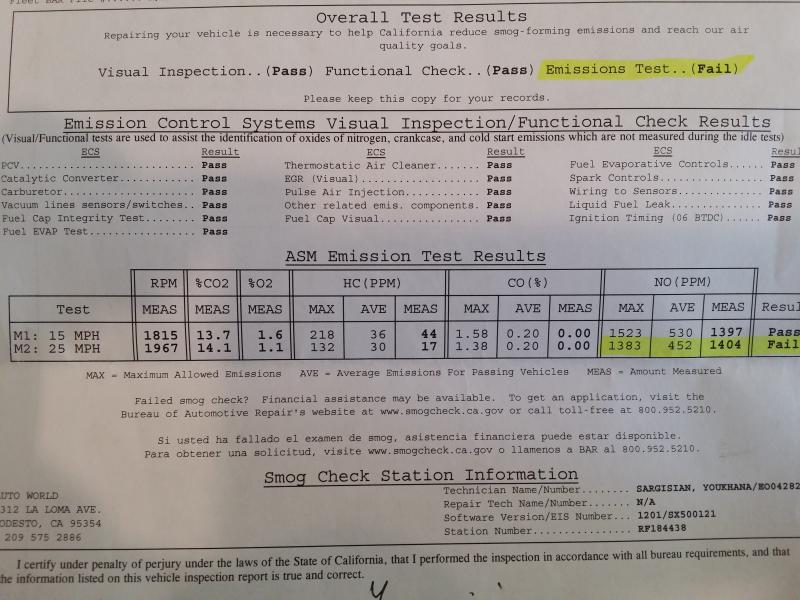 Overall Test Results
Repairing your vehicle is necessary to help California reduce smog-forming emissions and reach our air
quality goals.
Visual Inspection..(Pass) Functional Check..(Pass) Emissions Test..(Fail)
Please keep this copy for your records.
Emission Control Systems Visual Inspection/Functional Check Results
(Visual/Functional tests are used to assist the identification of oxides of nitrogen, crankcase, and cold start emissions which are not measured during the idle tests)
ECS Result ECS Result ECS Resul
PCV.................... Pass Thermostatic Air Cleaner....... Pass Fuel Evaporative Controls...... Pass
Catalytic Converter............ Pass EGR (Visual)................... Pass Spark Controls................. Pass
Carburetor..................... Pass Pulse Air Injection............ Pass Wiring to Sensors.............. Pass
Vacuum lines sensors/switches.. Pass Other related emis. components. Pass Liquid Fuel Leak............... Pass
Fuel Cap Integrity Test........ Pass Fuel Cap Visual................ Pass Ignition Timing (06 BTDC)...... Pass
Fuel EVAP Test................. Pass
ASM Emission Test Results
RPM %CO2 %O2 HC(PPM) CO(%) NO(PPM)
Test MEAS MEAS MEAS MAX AVE MEAS MAX AVE MEAS MAX AVE MEAS Resul
M1: 15 MPH 1815 13.7 1.6 218 36 44 1.58 0.20 0.00 1523 530 1397 Pass
M2: 25 MPH 1967 14.1 1.1 132 30 17 1.38 0.20 0.00 1383 452 1404 Fail
MAX = Maximum Allowed Emissions AVE = Average Emissions For Passing Vehicles MEAS = Amount Measured
Failed smog check? Financial assistance may be available. To get an application, visit the
Bureau of Automotive Repair's website at www.smogcheck.ca.gov or call toll-free at 800.952.5210.
Si usted ha fallado el examen de smog, asistencia financiera puede estar disponible.
Para obtener una solicitud, visite www.smogcheck.ca.gov o llamenos a BAR al 800.952.5210.
Smog Check Station Information
UTO WORLD
312 LA LOMA AVE.
ODESTO, CA 95354
209 575 2886
Technician Name/Number....... SARGISIAN, YOUKHANA/EO04282
Repair Tech Name/Number...... N/A
Software Version/EIS Number... 1201/SX500121
Station Number............... RF184438
I certify under penalty of perjury under the laws of the State of California, that I performed the inspection in accordance with all bureau requirements, and that
the information listed on this vehicle inspection report is true and correct.